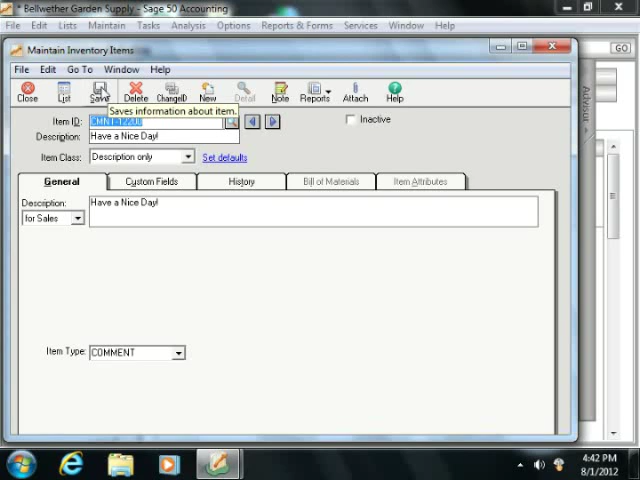 * Bellwether Garden Supply - Sage 50 Accounting
File Edit Lists Maintain Tasks Analysis Options Reports & Forms Services Window Help
GO
Maintain Inventory Items
File Edit Go To Window Help
Close List Save Delete ChangeID New Detail Note Reports Attach Help
Saves information about item.
Item ID:
Inactive
Description: Have a Nice Day!
Item Class: Description only Set defaults
General Custom Fields History Bill of Materials Item Attributes
Description: Have a Nice Day!
for Sales
Item Type: COMMENT
Advisor
4:42 PM
8/1/2012